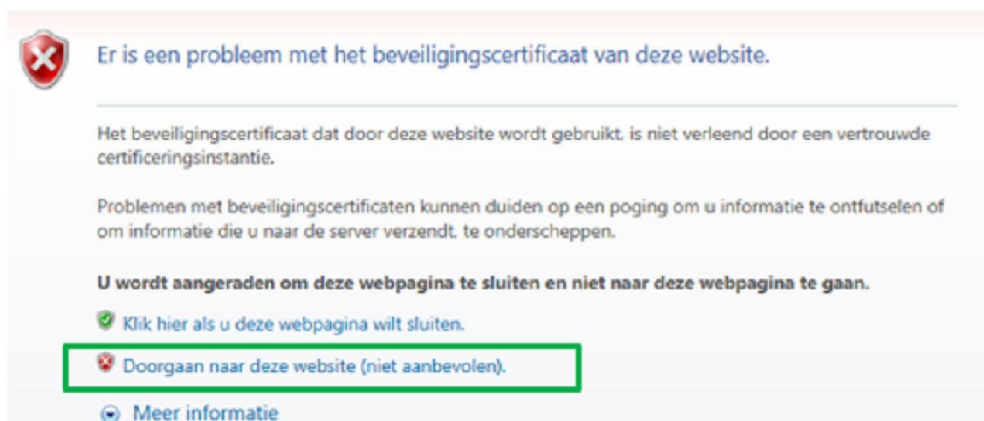 Er is een probleem met het beveiligingscertificaat van deze website.
Het beveiligingscertificaat dat door deze website wordt gebruikt, is niet verleend door een vertrouwde
certificeringsinstantie.
Problemen met beveiligingscertificaten kunnen duiden op een poging om u informatie te ontfutselen of
om informatie die u naar de server verzendt, te onderscheppen.
U wordt aangeraden om deze webpagina te sluiten en niet naar deze webpagina te gaan.
Klik hier als u deze webpagina wilt sluiten.
Doorgaan naar deze website (niet aanbevolen).
Meer informatie